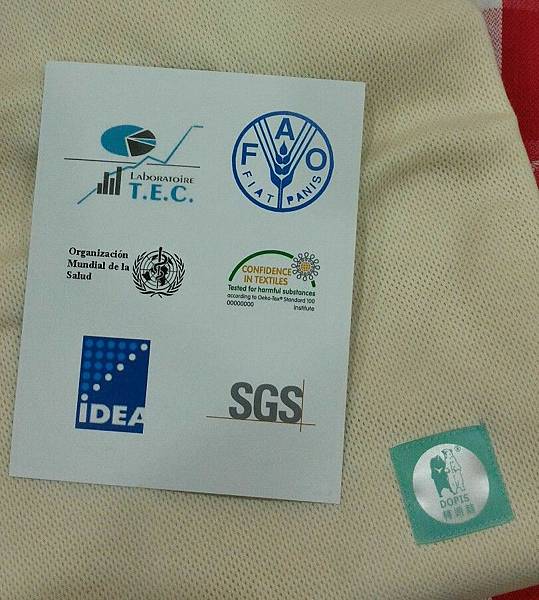 LABORATOIRE
T.E.C.
FAO
FIAT PANIS
Organización
Mundial de la
Salud
CONFIDENCE
IN TEXTILES
Tested for harmful substances
according to Oeko-Tex® Standard 100
00000000 Institute
iDEA
SGS
®
DOPIS